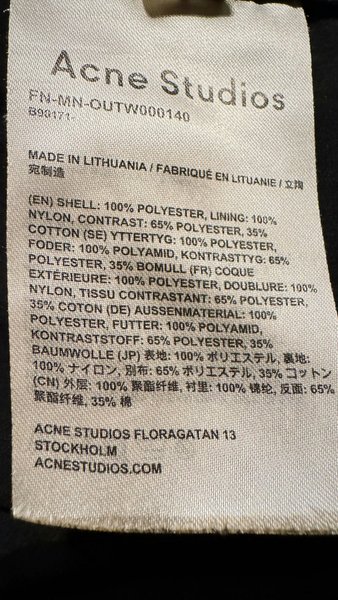 Acne Studios
FN-MN-OUTW000140
B90171-
MADE IN LITHUANIA / FABRIQUÉ EN LITUANIE / 立陶
宛制造
(EN) SHELL: 100% POLYESTER, LINING: 100%
NYLON, CONTRAST: 65% POLYESTER, 35%
COTTON (SE) YTTERTYG: 100% POLYESTER,
FODER: 100% POLYAMID, KONTRASTTYG: 65%
POLYESTER, 35% BOMULL (FR) COQUE
EXTÉRIEURE: 100% POLYESTER, DOUBLURE: 100%
NYLON, TISSU CONTRASTANT: 65% POLYESTER,
35% COTON (DE) AUSSENMATERIAL: 100%
POLYESTER, FUTTER: 100% POLYAMID,
KONTRASTSTOFF: 65% POLYESTER, 35%
BAUMWOLLE (JP) 表地: 100% ポリエステル, 裏地:
100% ナイロン, 別布: 65% ポリエステル, 35% コットン
(CN) 外层: 100% 聚酯纤维, 衬里: 100% 锦纶, 反面: 65%
聚酯纤维, 35% 棉
ACNE STUDIOS FLORAGATAN 13
STOCKHOLM
ACNESTUDIOS.COM